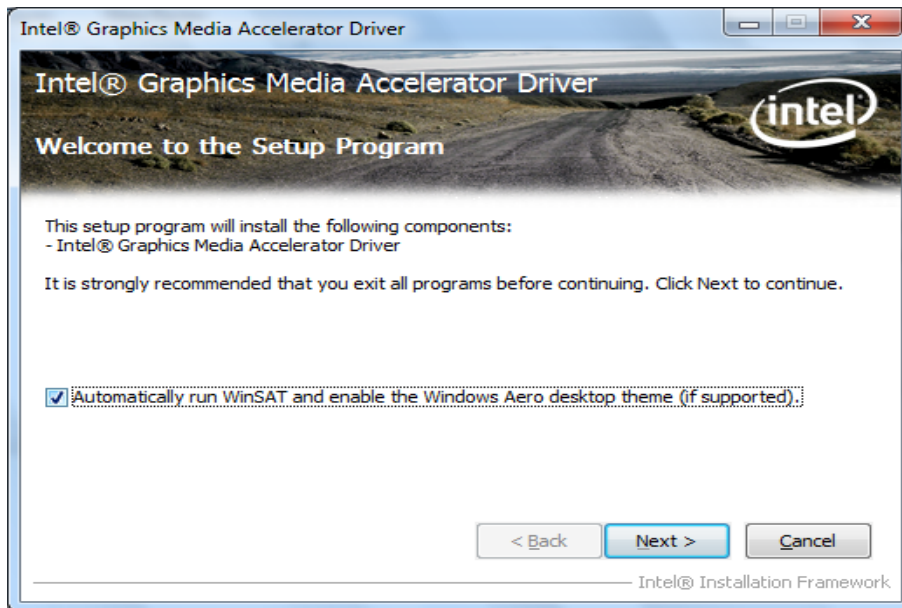 Intel® Graphics Media Accelerator Driver
Intel® Graphics Media Accelerator Driver
intel
Welcome to the Setup Program
This setup program will install the following components:
- Intel® Graphics Media Accelerator Driver
It is strongly recommended that you exit all programs before continuing. Click Next to continue.
Automatically run WinSAT and enable the Windows Aero desktop theme (if supported).
< Back Next > Cancel
Intel® Installation Framework